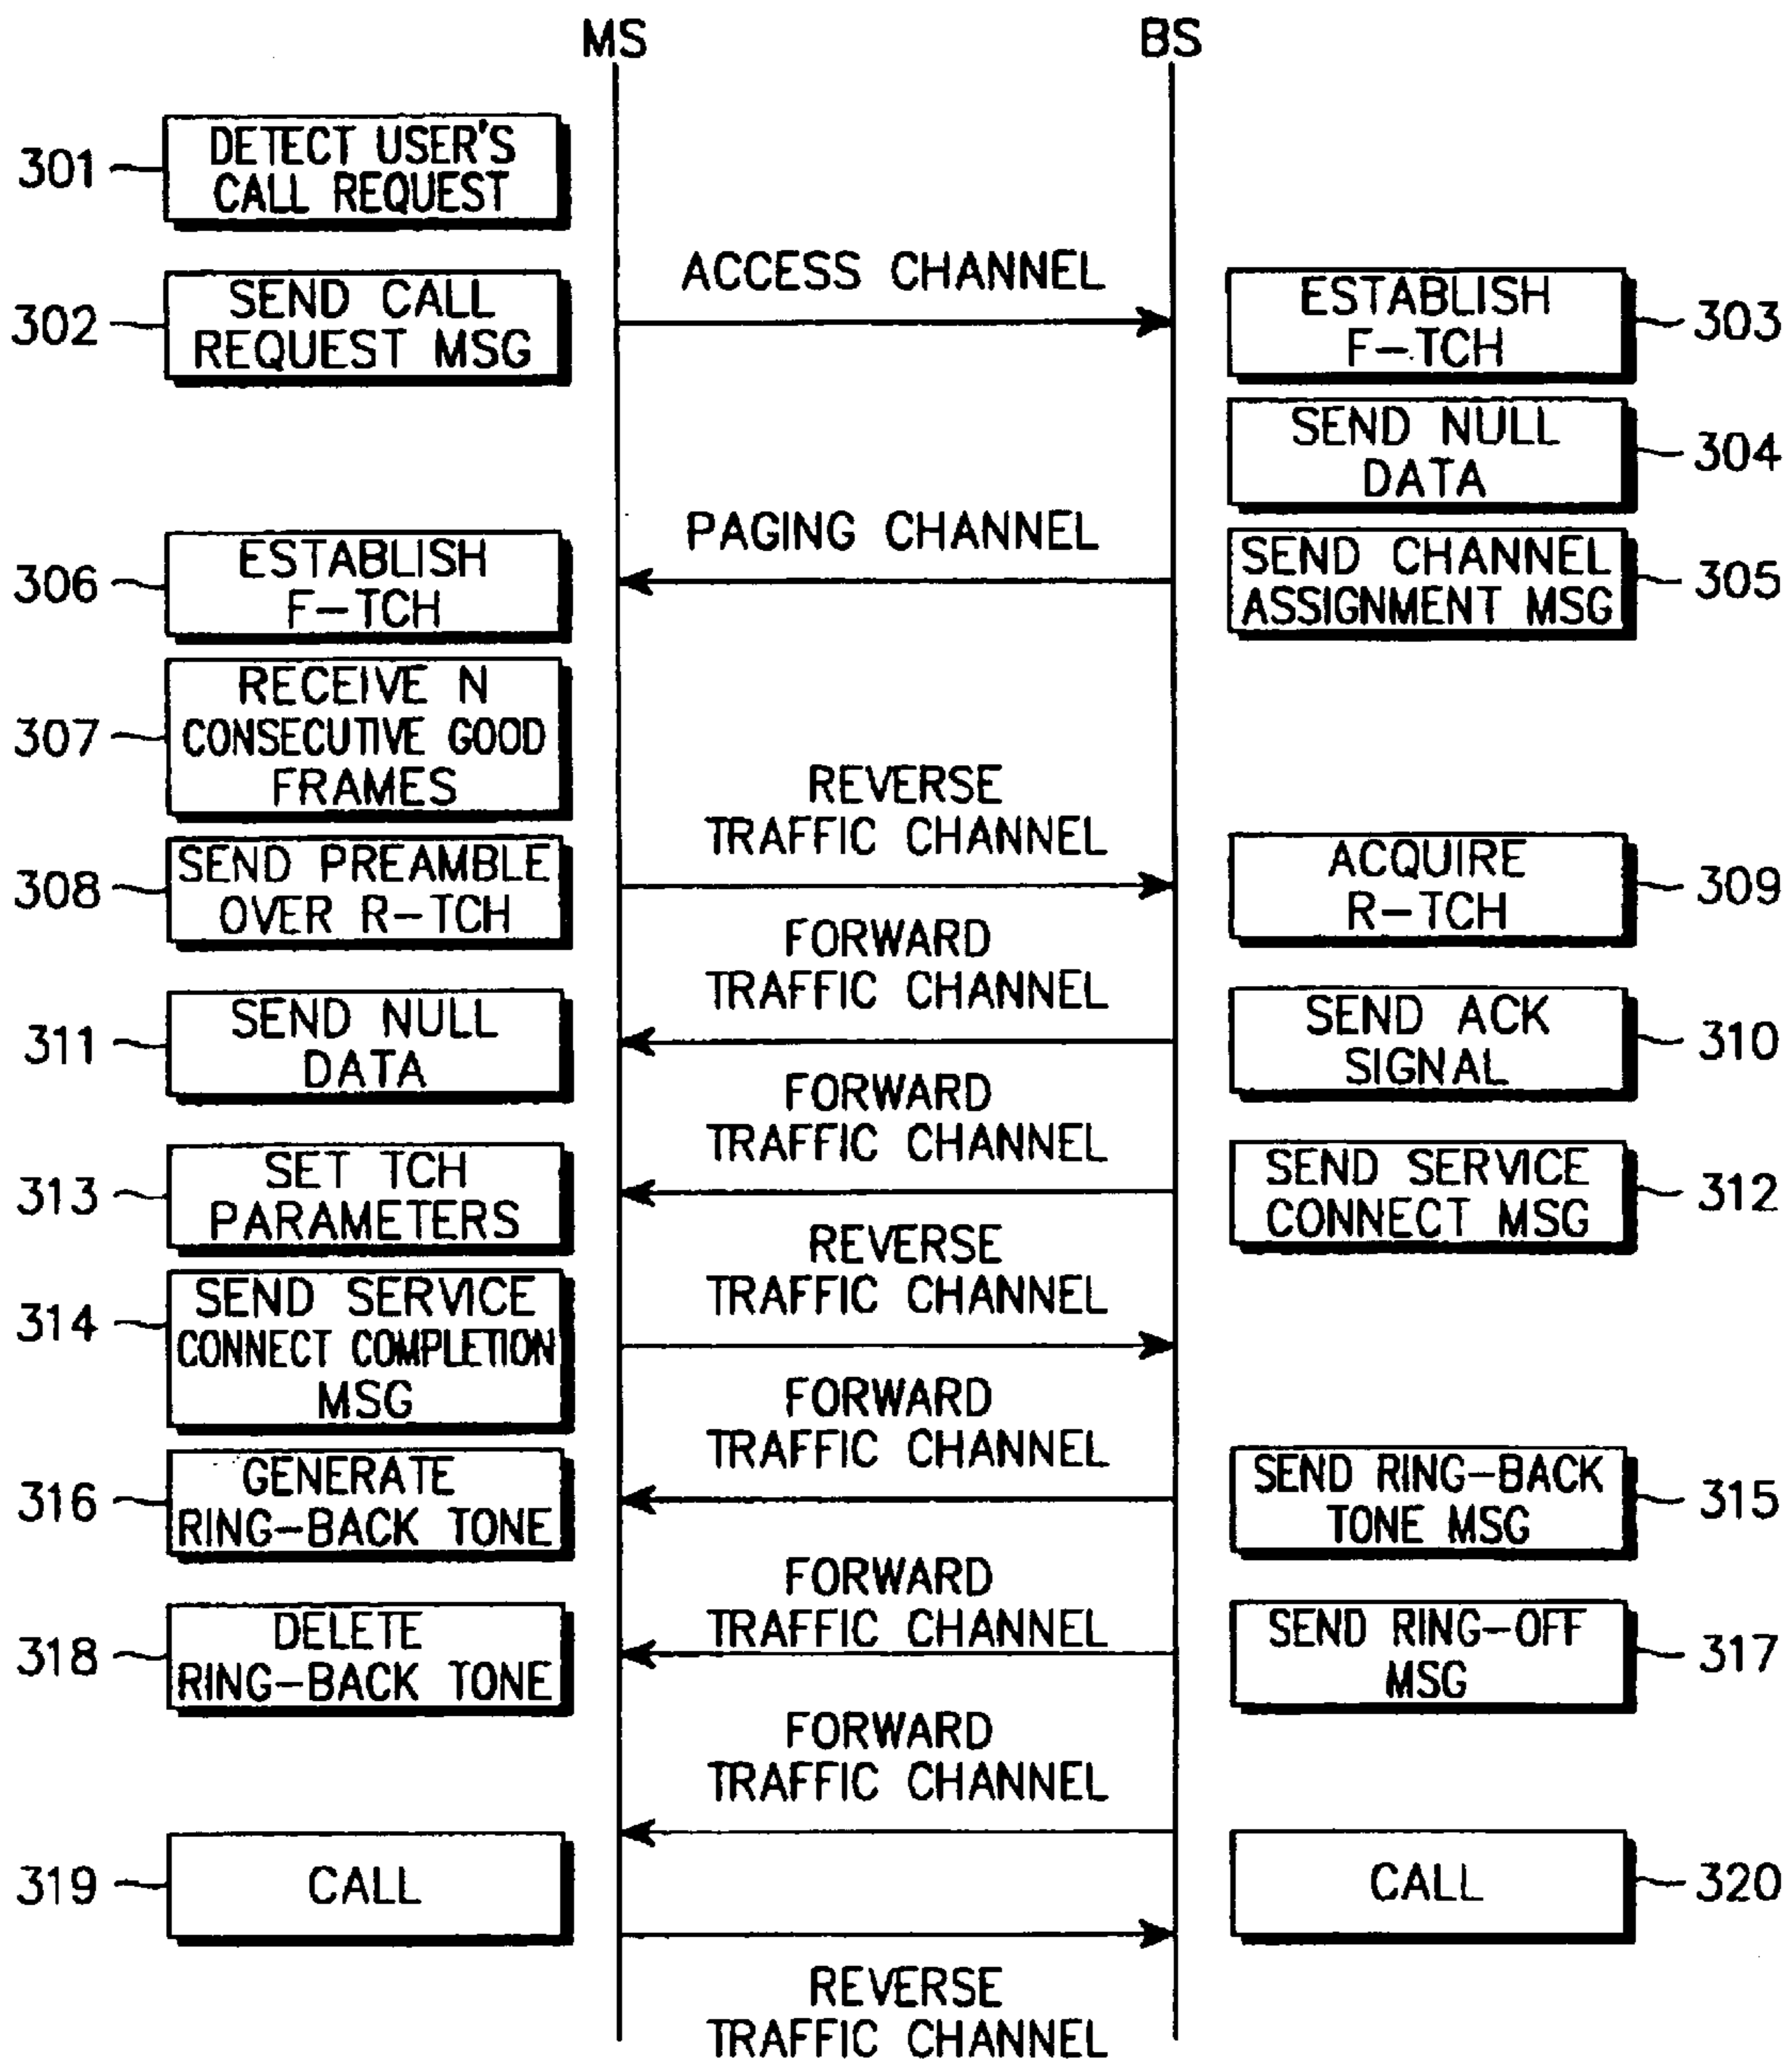 MS
BS
301
DETECT USER'S
CALL REQUEST
302
SEND CALL
REQUEST MSG
ACCESS CHANNEL
ESTABLISH
F-TCH
303
SEND NULL
DATA
304
PAGING CHANNEL
SEND CHANNEL
ASSIGNMENT MSG
305
306
ESTABLISH
F-TCH
307
RECEIVE N
CONSECUTIVE GOOD
FRAMES
308
SEND PREAMBLE
OVER R-TCH
REVERSE
TRAFFIC CHANNEL
ACQUIRE
R-TCH
309
FORWARD
TRAFFIC CHANNEL
SEND ACK
SIGNAL
310
311
SEND NULL
DATA
FORWARD
TRAFFIC CHANNEL
SEND SERVICE
CONNECT MSG
312
313
SET TCH
PARAMETERS
314
SEND SERVICE
CONNECT COMPLETION
MSG
REVERSE
TRAFFIC CHANNEL
FORWARD
TRAFFIC CHANNEL
SEND RING-BACK
TONE MSG
315
316
GENERATE
RING-BACK TONE
FORWARD
TRAFFIC CHANNEL
SEND RING-OFF
MSG
317
318
DELETE
RING-BACK TONE
FORWARD
TRAFFIC CHANNEL
319
CALL
CALL
320
REVERSE
TRAFFIC CHANNEL